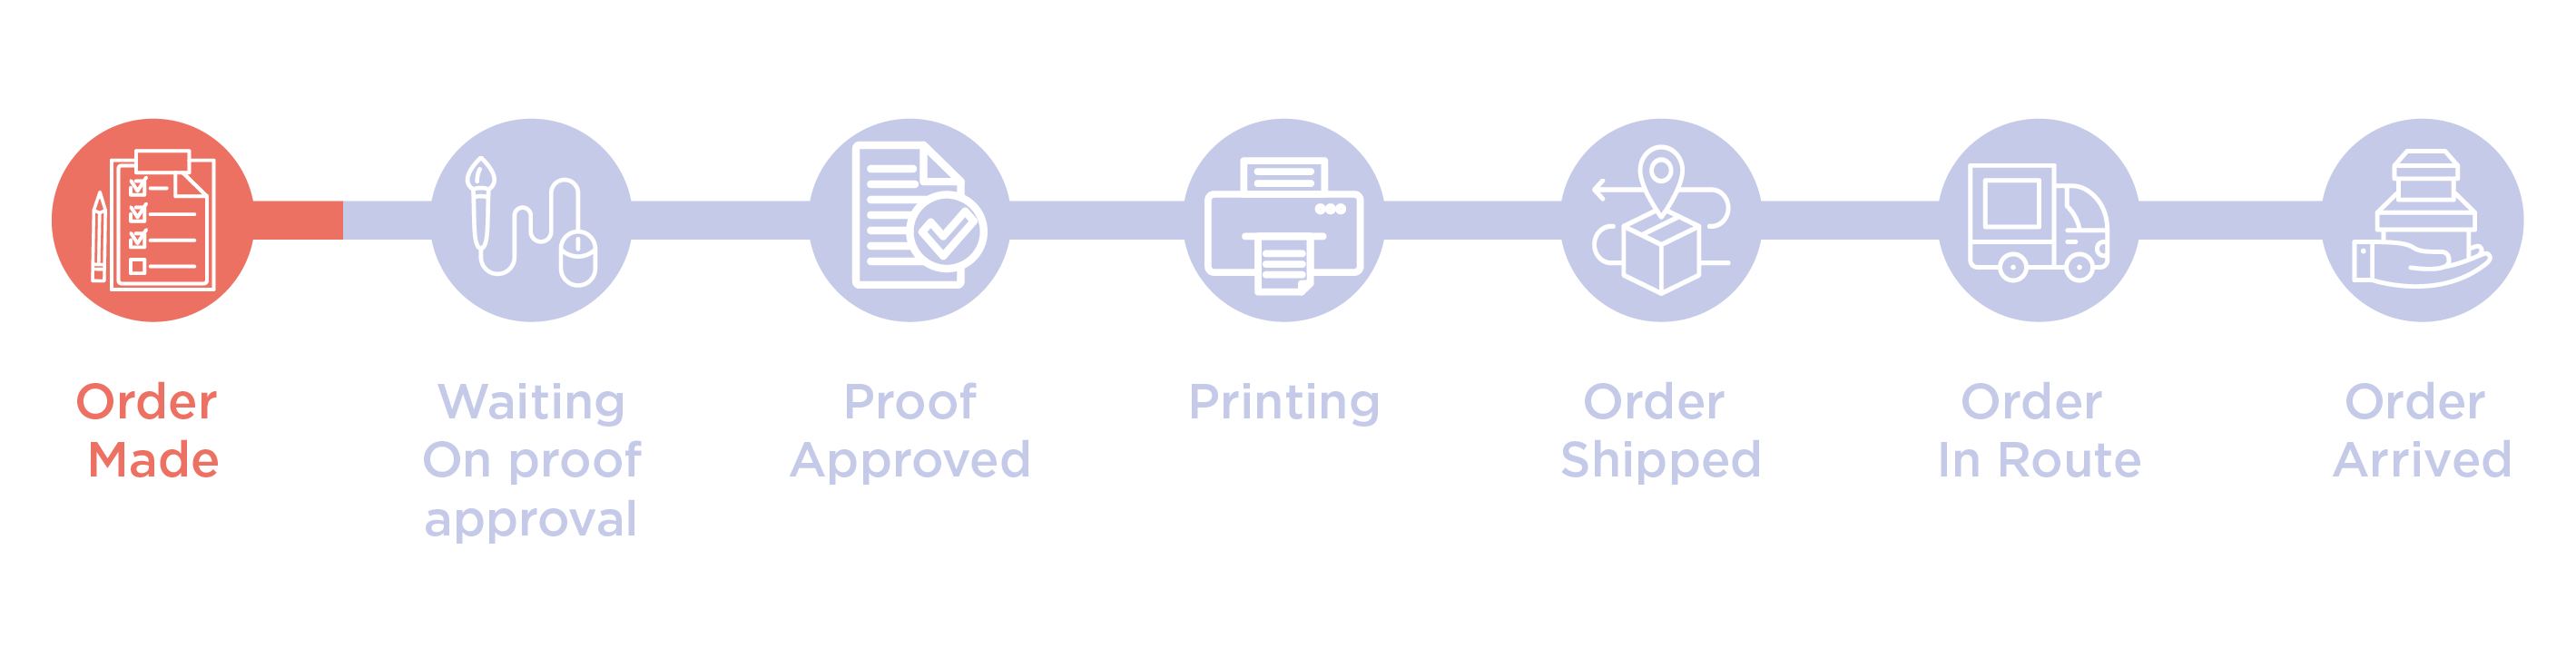 Order
Made
Waiting
On proof
approval
Proof
Approved
Printing
Order
Shipped
Order
In Route
Order
Arrived